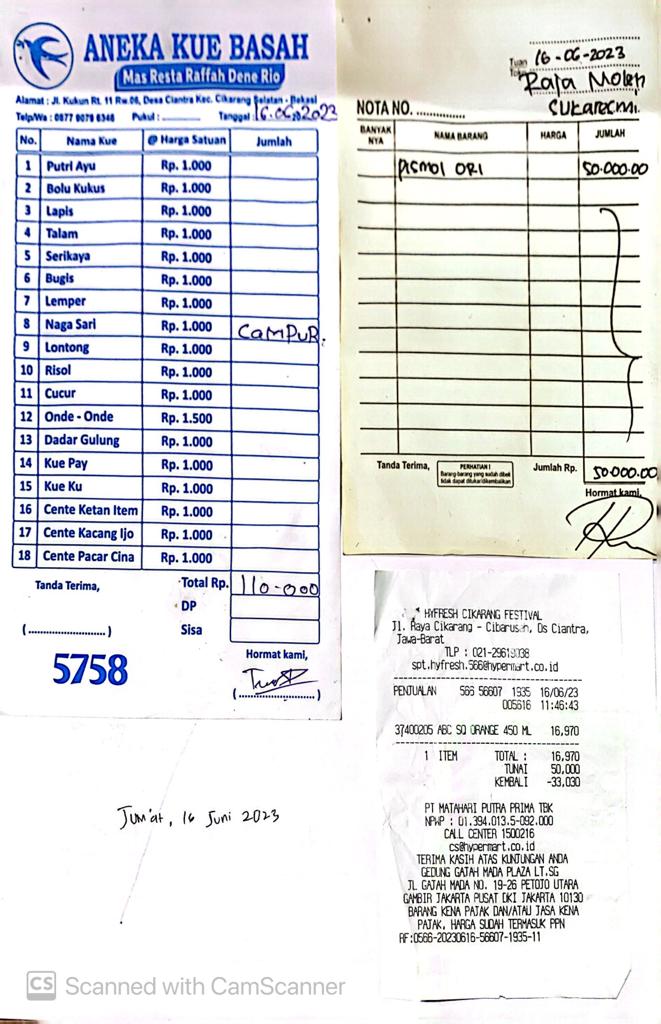 ANEKA KUE BASAH
Mas Resta Raffah Dene Rio
Alamat : Jl. Kukun Rt. 11 Rw.06, Desa Ciantra Kec. Cikarang Selatan - Bekasi
Telp/Wa : 0877 8078 6346 Pukul : ............ Tanggal : 16.06.2023
No. Nama Kue @ Harga Satuan Jumlah
1 Putri Ayu Rp. 1.000
2 Bolu Kukus Rp. 1.000
3 Lapis Rp. 1.000
4 Talam Rp. 1.000
5 Serikaya Rp. 1.000
6 Bugis Rp. 1.000
7 Lemper Rp. 1.000
8 Naga Sari Rp. 1.000 CAMPUR.
9 Lontong Rp. 1.000
10 Risol Rp. 1.000
11 Cucur Rp. 1.000
12 Onde - Onde Rp. 1.500
13 Dadar Gulung Rp. 1.000
14 Kue Pay Rp. 1.000
15 Kue Ku Rp. 1.000
16 Cente Ketan Item Rp. 1.000
17 Cente Kacang Ijo Rp. 1.000
18 Cente Pacar Cina Rp. 1.000
Tanda Terima, Total Rp. 110-000
DP
(........................) Sisa
5758
Hormat kami,
(........................)
Tuan 16-06-2023
Toko Raja Molen
NOTA NO. ............... Sukaresmi.
BANYAK NYA NAMA BARANG HARGA JUMLAH
PISMOL ORI 50.000.00
Tanda Terima, PERHATIAN ! Jumlah Rp. 50.000.00
Barang-barang yang sudah dibeli
tidak dapat ditukar/dikembalikan
Hormat kami,
HYFRESH CIKARANG FESTIVAL
Jl. Raya Cikarang - Cibarusan, Ds Ciantra,
Jawa-Barat
TLP : 021-29619038
spt.hyfresh.566@hypermart.co.id
PENJUALAN 566 56607 1935 16/06/23
005616 11:46:43
37400205 ABC SQ ORANGE 450 ML 16,970
1 ITEM TOTAL : 16,970
TUNAI 50,000
KEMBALI -33,030
PT MATAHARI PUTRA PRIMA TBK
NPWP : 01.394.013.5-092.000
CALL CENTER 1500216
cs@hypermart.co.id
TERIMA KASIH ATAS KUNJUNGAN ANDA
GEDUNG GAJAH MADA PLAZA LT.SG
JL GAJAH MADA NO. 19-26 PETOJO UTARA
GAMBIR JAKARTA PUSAT DKI JAKARTA 10130
BARANG KENA PAJAK DAN/ATAU JASA KENA
PAJAK, HARGA SUDAH TERMASUK PPN
RF:0566-20230616-56607-1935-11
Jum'at, 16 Juni 2023
CS Scanned with CamScanner